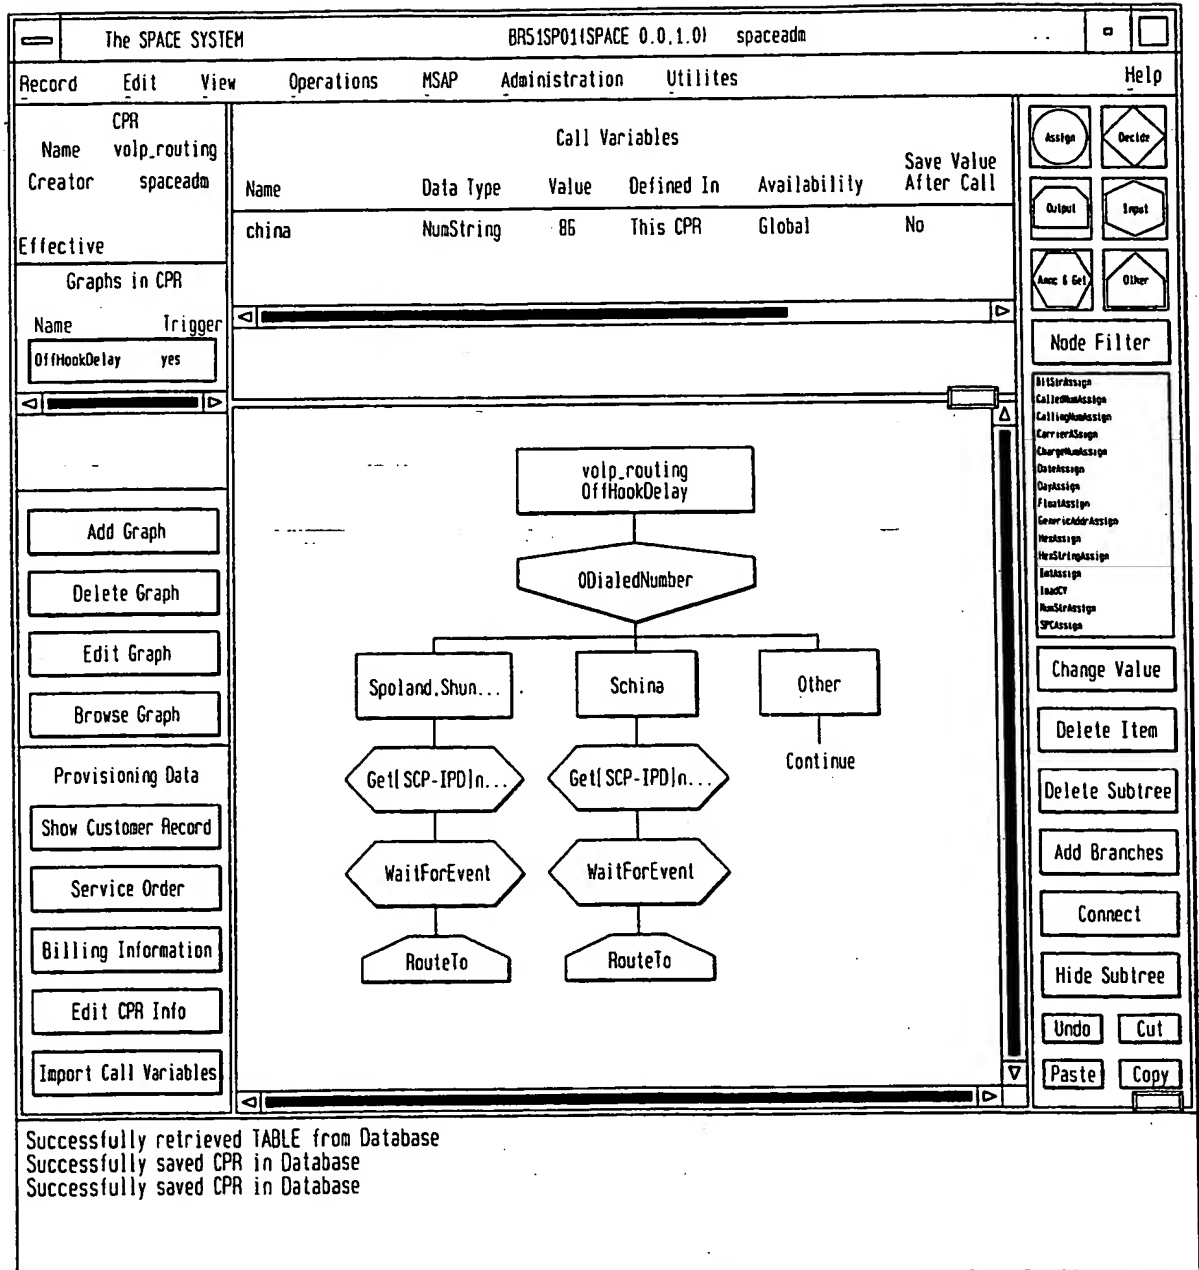 The SPACE SYSTEM BR51SP01(SPACE 0.0,1.0) spaceadm
Record Edit View Operations MSAP Administration Utilites Help
CPR
Name volp_routing
Creator spaceadm
Effective
Graphs in CPR
Name Trigger
OffHookDelay yes
Add Graph
Delete Graph
Edit Graph
Browse Graph
Provisioning Data
Show Customer Record
Service Order
Billing Information
Edit CPR Info
Import Call Variables
Call Variables
Name Data Type Value Defined In Availability Save Value After Call
china NumString 86 This CPR Global No
volp_routing
OffHookDelay
ODialedNumber
Spoland,Shun...
Schina
Other
Get[SCP-IPD]n...
Get[SCP-IPD]n...
Continue
WaitForEvent
WaitForEvent
RouteTo
RouteTo
Assign
Decide
Output
Input
Annc & Get
Other
Node Filter
BitStrAssign
CalledNumAssign
CallingNumAssign
CarrierASsign
ChargeNumAssign
DateAssign
DayAssign
FloatAssign
GenericAddrAssign
HexAssign
HexStringAssign
IntAssign
loadCV
NumStrAssign
SPCAssign
Change Value
Delete Item
Delete Subtree
Add Branches
Connect
Hide Subtree
Undo Cut
Paste Copy
Successfully retrieved TABLE from Database
Successfully saved CPR in Database
Successfully saved CPR in Database